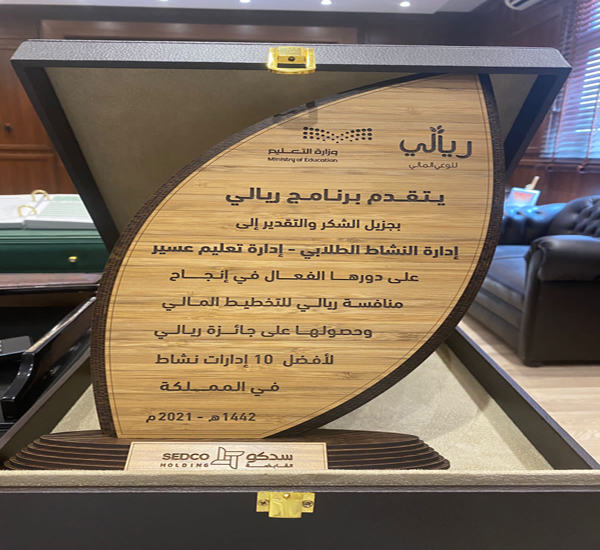 ريالي
للوعي المالي
وزارة التعليم
Ministry of Education
يتقدم برنامج ريالي
بجزيل الشكر والتقدير إلى
إدارة النشاط الطلابي - إدارة تعليم عسير
على دورها الفعال في إنجاح
منافسة ريالي للتخطيط المالي
وحصولها على جائزة ريالي
لأفضل 10 إدارات نشاط
في المملكة
1442هـ - 2021م
سدكو القابضة
SEDCO HOLDING